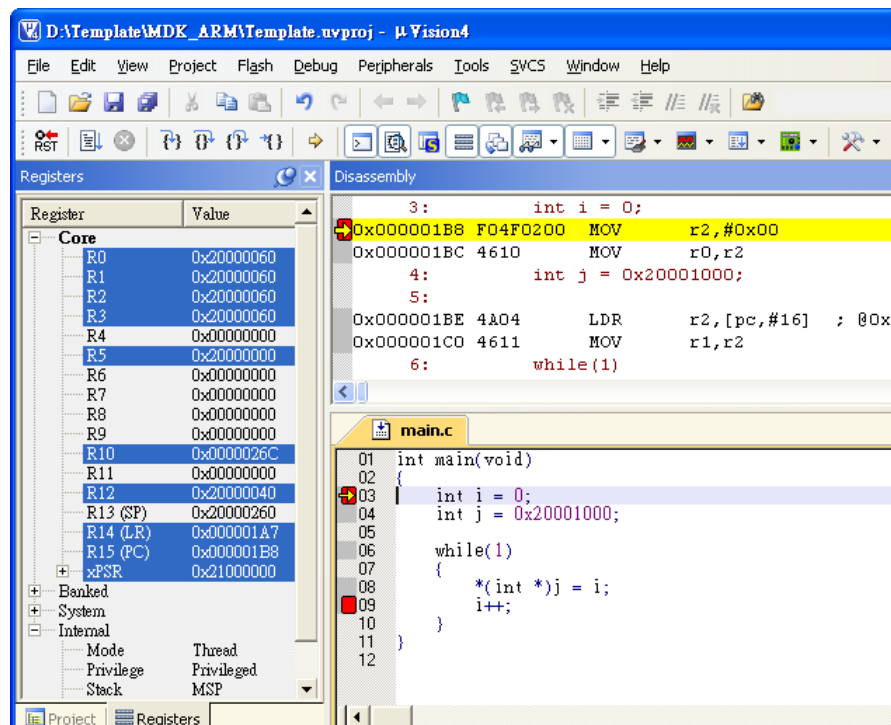 D:\Template\MDK_ARM\Template.uvproj - µVision4
File Edit View Project Flash Debug Peripherals Tools SVCS Window Help
RST
Registers
Register Value
Core
R0 0x20000060
R1 0x20000060
R2 0x20000060
R3 0x20000060
R4 0x00000000
R5 0x20000000
R6 0x00000000
R7 0x00000000
R8 0x00000000
R9 0x00000000
R10 0x0000026C
R11 0x00000000
R12 0x20000040
R13 (SP) 0x20000260
R14 (LR) 0x000001A7
R15 (PC) 0x000001B8
xPSR 0x21000000
Banked
System
Internal
Mode Thread
Privilege Privileged
Stack MSP
Project Registers
Disassembly
3: int i = 0;
0x000001B8 F04F0200 MOV r2,#0x00
0x000001BC 4610 MOV r0,r2
4: int j = 0x20001000;
5:
0x000001BE 4A04 LDR r2,[pc,#16] ; @0x
0x000001C0 4611 MOV r1,r2
6: while(1)
main.c
01 int main(void)
02 {
03 int i = 0;
04 int j = 0x20001000;
05
06 while(1)
07 {
08 *(int *)j = i;
09 i++;
10 }
11 }
12